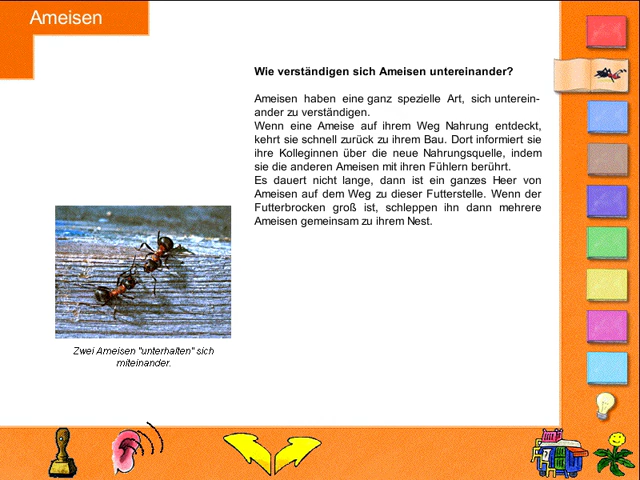 Ameisen
Wie verständigen sich Ameisen untereinander?
Ameisen haben eine ganz spezielle Art, sich unterein-
ander zu verständigen.
Wenn eine Ameise auf ihrem Weg Nahrung entdeckt,
kehrt sie schnell zurück zu ihrem Bau. Dort informiert sie
ihre Kolleginnen über die neue Nahrungsquelle, indem
sie die anderen Ameisen mit ihren Fühlern berührt.
Es dauert nicht lange, dann ist ein ganzes Heer von
Ameisen auf dem Weg zu dieser Futterstelle. Wenn der
Futterbrocken groß ist, schleppen ihn dann mehrere
Ameisen gemeinsam zu ihrem Nest.
Zwei Ameisen "unterhalten" sich
miteinander.